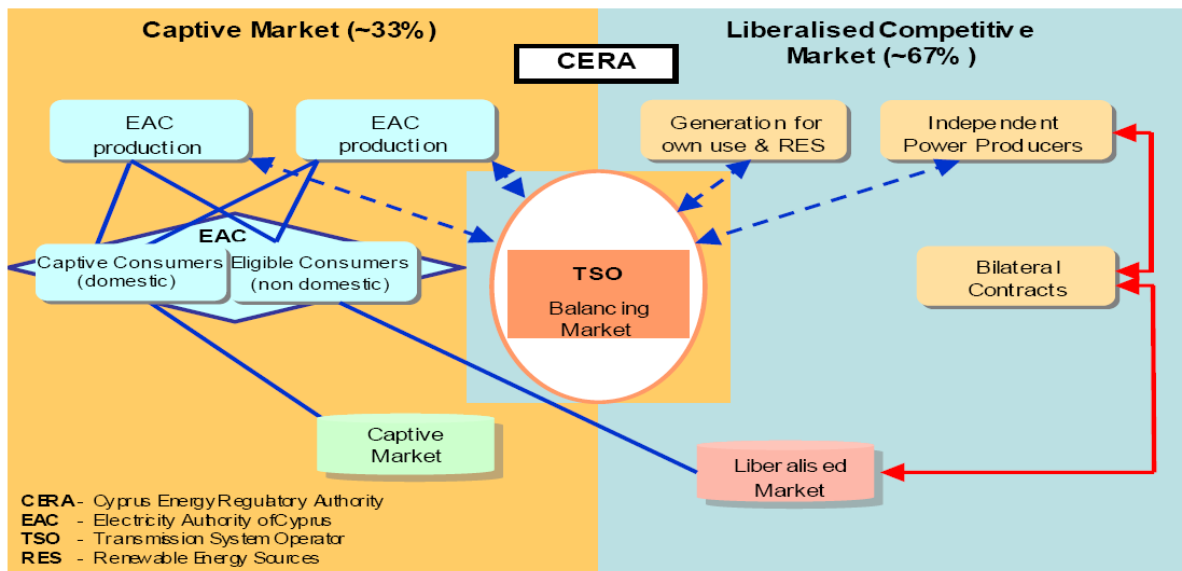 Captive Market (~33%)
Liberalised Competitive
Market (~67% )
CERA
EAC
production
EAC
production
Generation for
own use & RES
Independent
Power Producers
EAC
Captive Consumers
(domestic)
Eligible Consumers
(non domestic)
TSO
Balancing
Market
Bilateral
Contracts
Captive
Market
Liberalised
Market
CERA - Cyprus Energy Regulatory Authority
EAC - Electricity Authority of Cyprus
TSO - Transmission System Operator
RES - Renewable Energy Sources